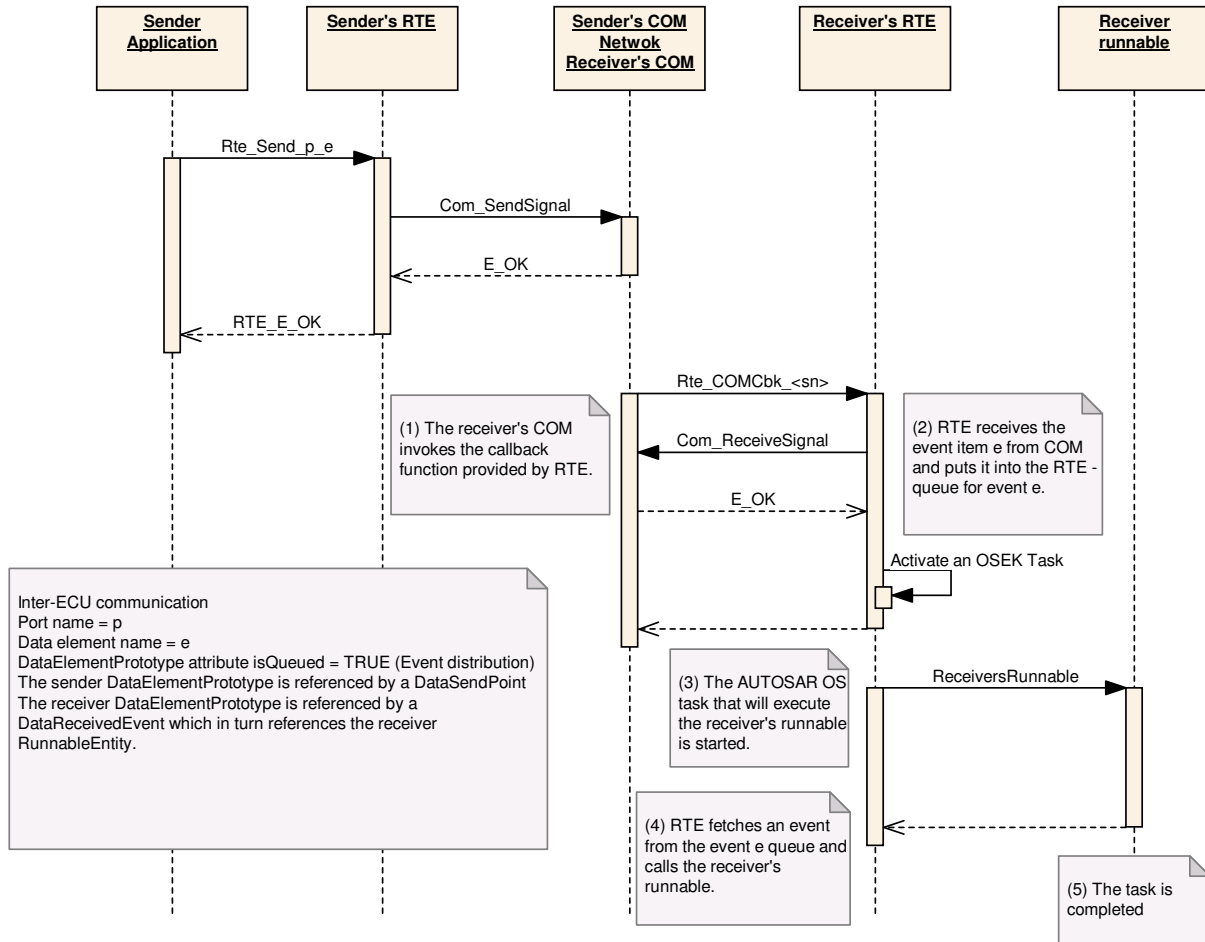 Sender
Application
Sender's RTE
Sender's COM
Netwok
Receiver's COM
Receiver's RTE
Receiver
runnable
Rte_Send_p_e
Com_SendSignal
E_OK
RTE_E_OK
Rte_COMCbk_<sn>
(1) The receiver's COM
invokes the callback
function provided by RTE.
Com_ReceiveSignal
(2) RTE receives the
event item e from COM
and puts it into the RTE -
queue for event e.
E_OK
Activate an OSEK Task
Inter-ECU communication
Port name = p
Data element name = e
DataElementPrototype attribute isQueued = TRUE (Event distribution)
The sender DataElementPrototype is referenced by a DataSendPoint
The receiver DataElementPrototype is referenced by a
DataReceivedEvent which in turn references the receiver
RunnableEntity.
(3) The AUTOSAR OS
task that will execute
the receiver's runnable
is started.
ReceiversRunnable
(4) RTE fetches an event
from the event e queue and
calls the receiver's
runnable.
(5) The task is
completed